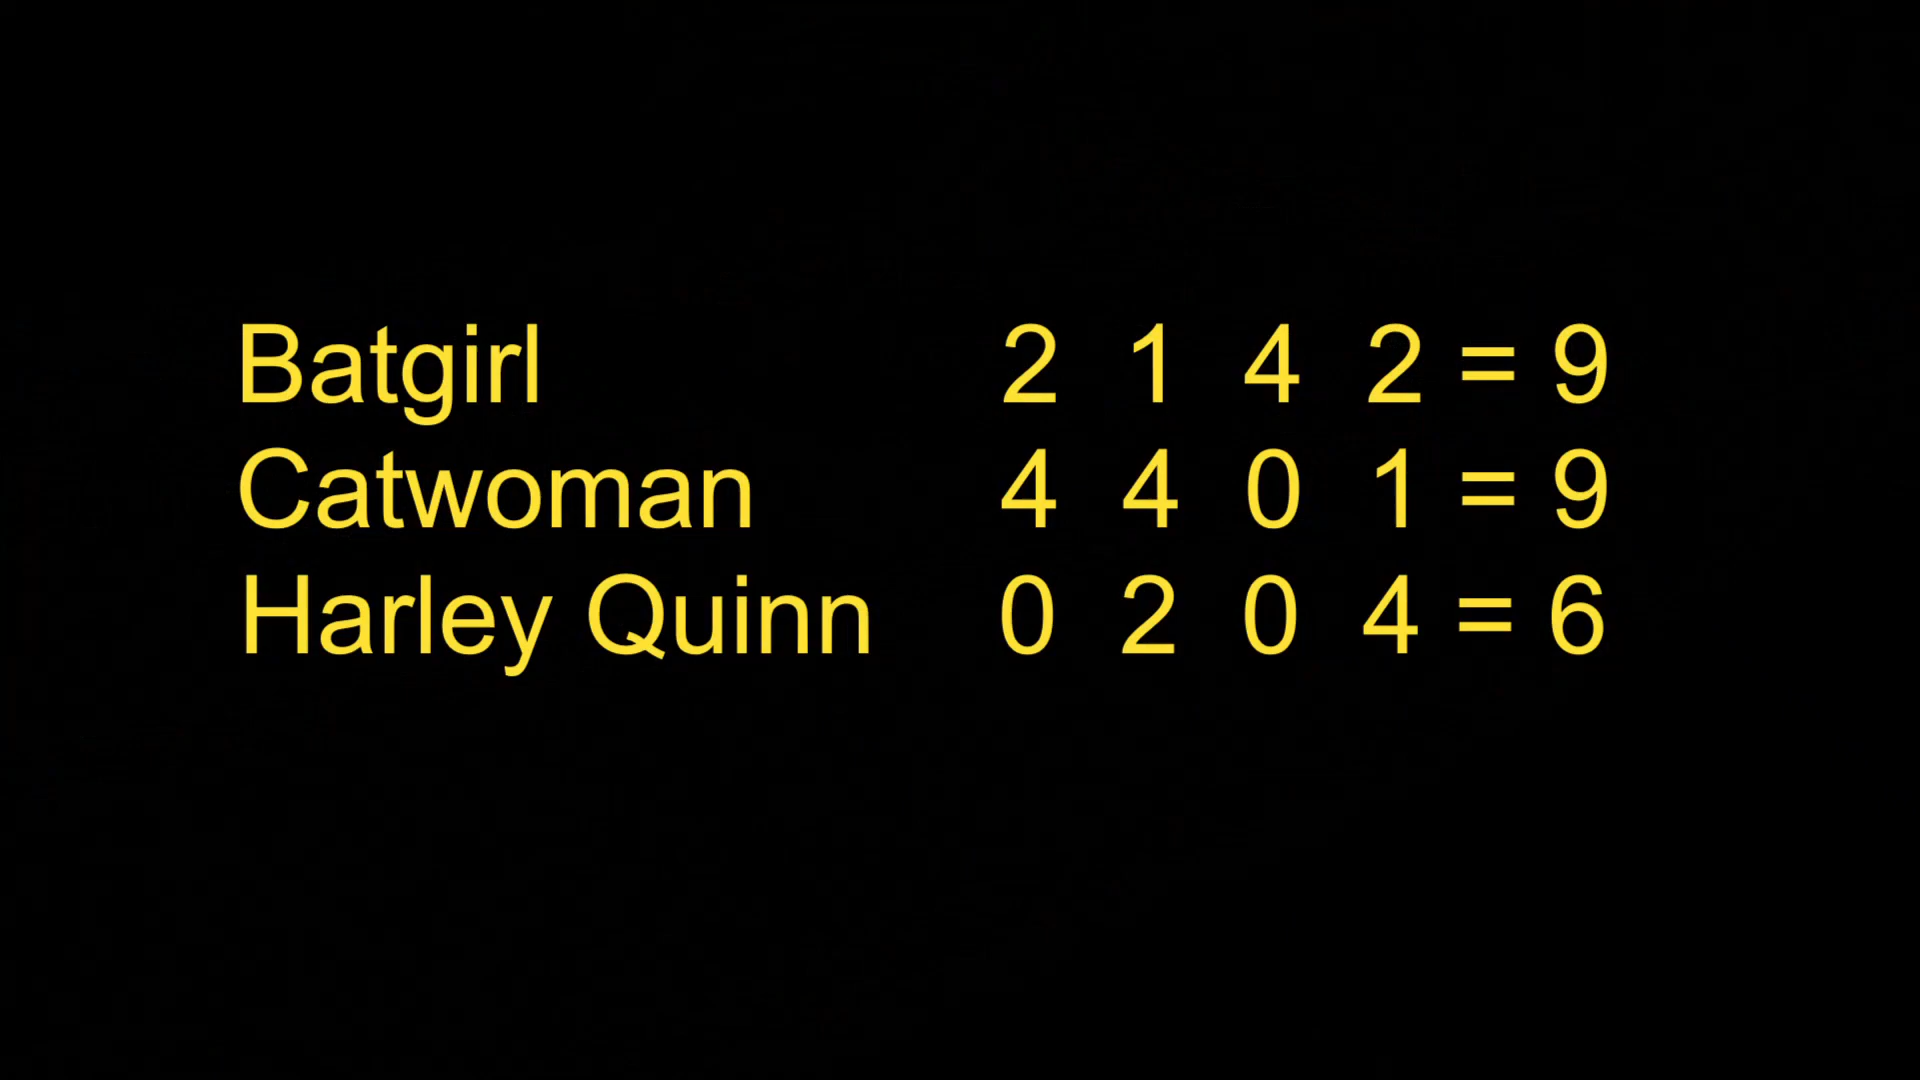 Batgirl 2 1 4 2 = 9
Catwoman 4 4 0 1 = 9
Harley Quinn 0 2 0 4 = 6